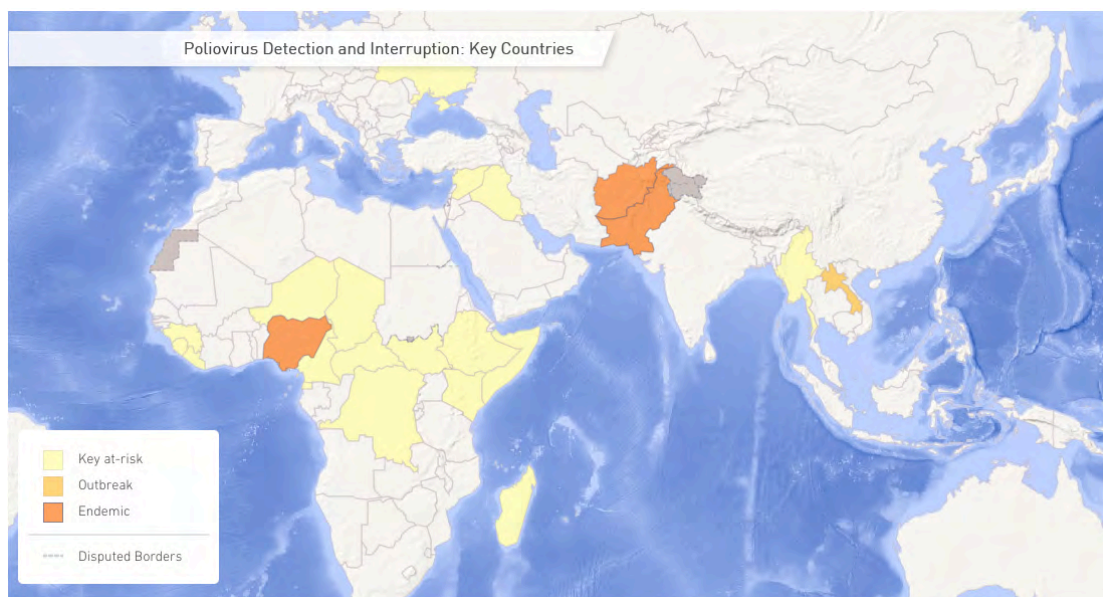 Poliovirus Detection and Interruption: Key Countries
Key at-risk
Outbreak
Endemic
Disputed Borders